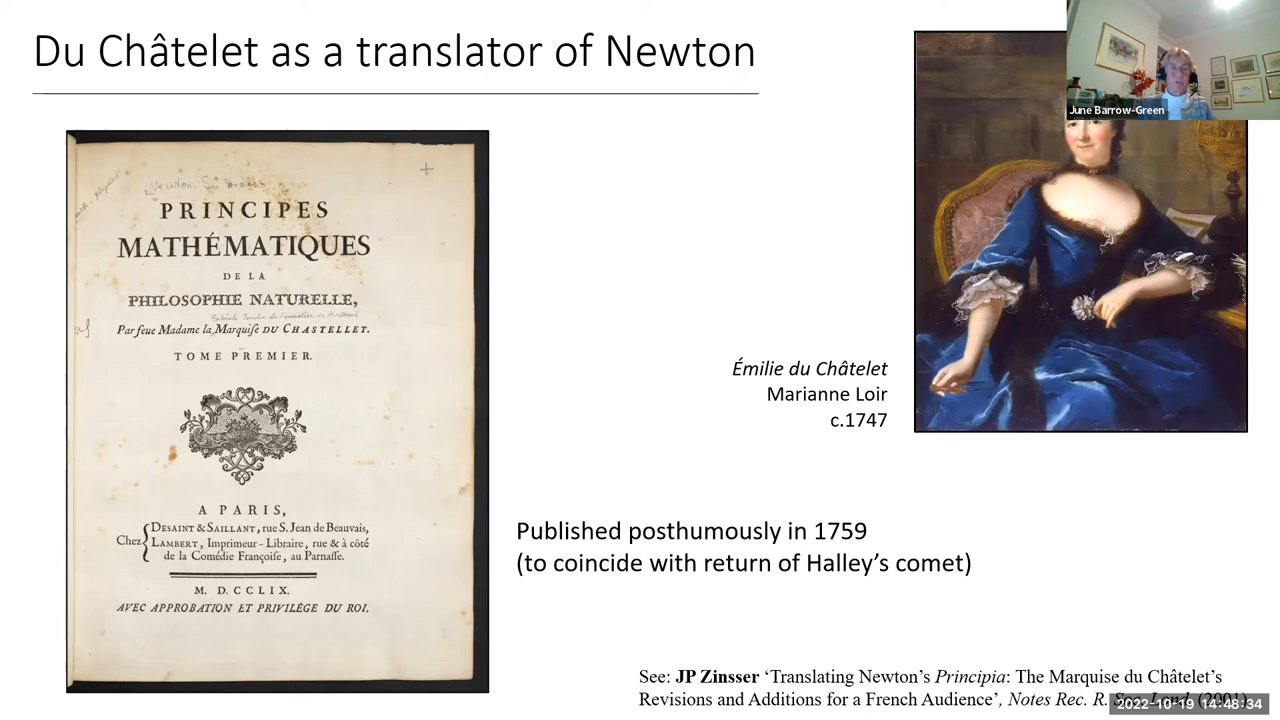 Du Châtelet as a translator of Newton
June Barrow-Green
PRINCIPES
MATHÉMATIQUES
DE LA
PHILOSOPHIE NATURELLE,
Par feue Madame la Marquise DU CHASTELLET.
TOME PREMIER.
A PARIS,
Chez { DESAINT & SAILLANT, rue S. Jean de Beauvais,
LAMBERT, Imprimeur-Libraire, rue & à côté
de la Comédie Françoise, au Parnasse.
M. D. CCLIX.
AVEC APPROBATION ET PRIVILÉGE DU ROI.
Émilie du Châtelet
Marianne Loir
c.1747
Published posthumously in 1759
(to coincide with return of Halley’s comet)
See: JP Zinsser ‘Translating Newton’s Principia: The Marquise du Châtelet’s
Revisions and Additions for a French Audience’, Notes Rec. R. Soc. Lond. (2001)
2022-10-19 14:48:34